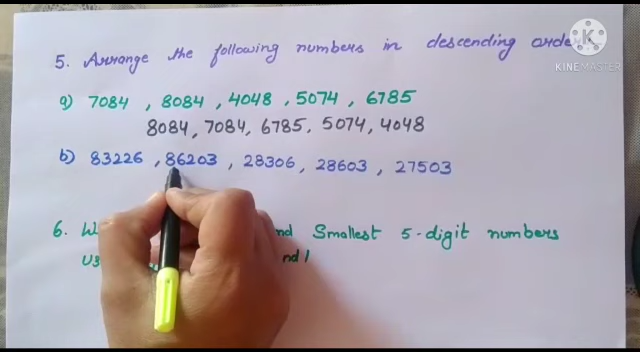 5. Arrange the following numbers in descending order
K
KINEMASTER
a) 7084 , 8084 , 4048 , 5074 , 6785
8084, 7084, 6785, 5074, 4048
b) 83226 , 86203 , 28306 , 28603 , 27503
6. nd Smallest 5-digit numbers
nd 1